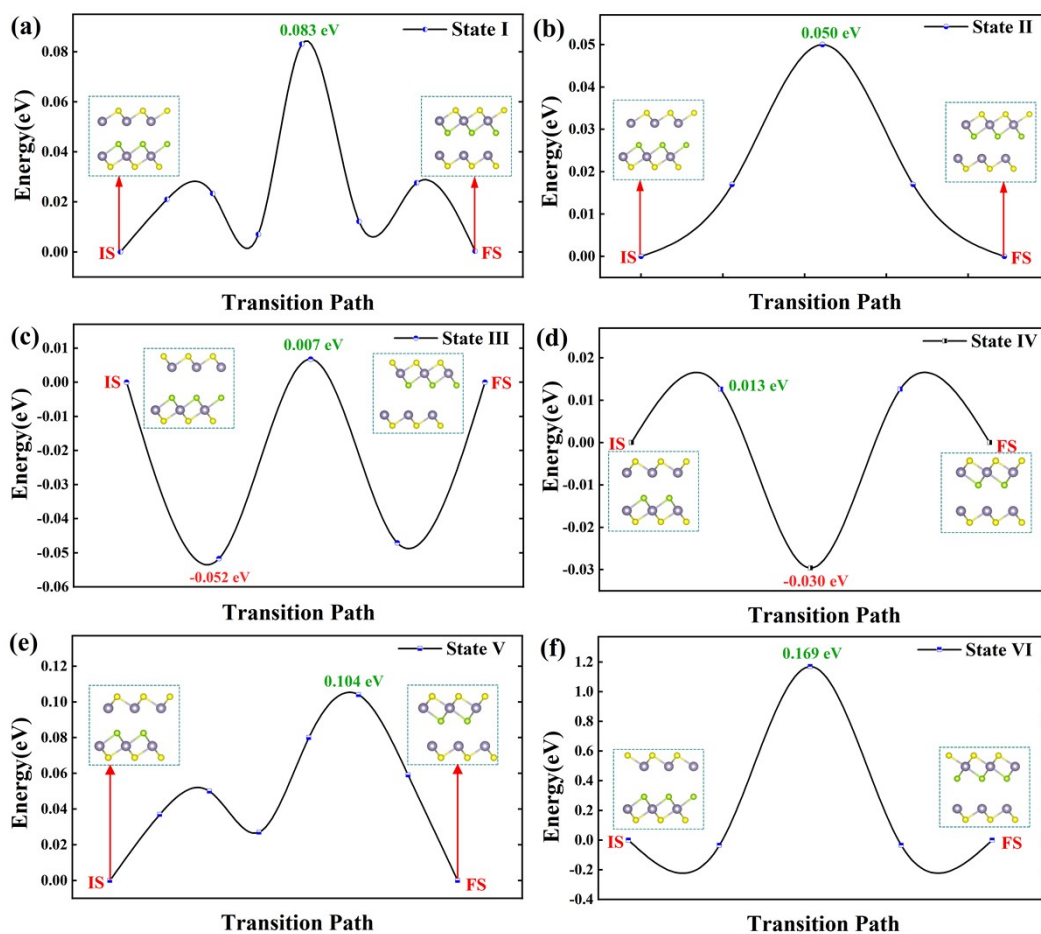 (a)
0.083 eV
State I
0.08
0.06
0.04
0.02
0.00
Energy(eV)
IS
FS
Transition Path
(b)
0.050 eV
State II
0.05
0.04
0.03
0.02
0.01
0.00
Energy(eV)
IS
FS
Transition Path
(c)
State III
0.007 eV
0.010
0.00
-0.010
-0.02
-0.03
-0.04
-0.05
-0.06
Energy(eV)
IS
FS
-0.052 eV
Transition Path
(d)
State IV
0.02
0.01
0.00
-0.01
-0.02
-0.03
Energy(eV)
0.013 eV
IS
FS
-0.030 eV
Transition Path
(e)
State V
0.104 eV
0.12
0.10
0.08
0.06
0.04
0.02
0.00
Energy(eV)
IS
FS
Transition Path
(f)
State VI
0.169 eV
1.2
1.0
0.8
0.6
0.4
0.2
0.0
-0.2
-0.4
Energy(eV)
IS
FS
Transition Path